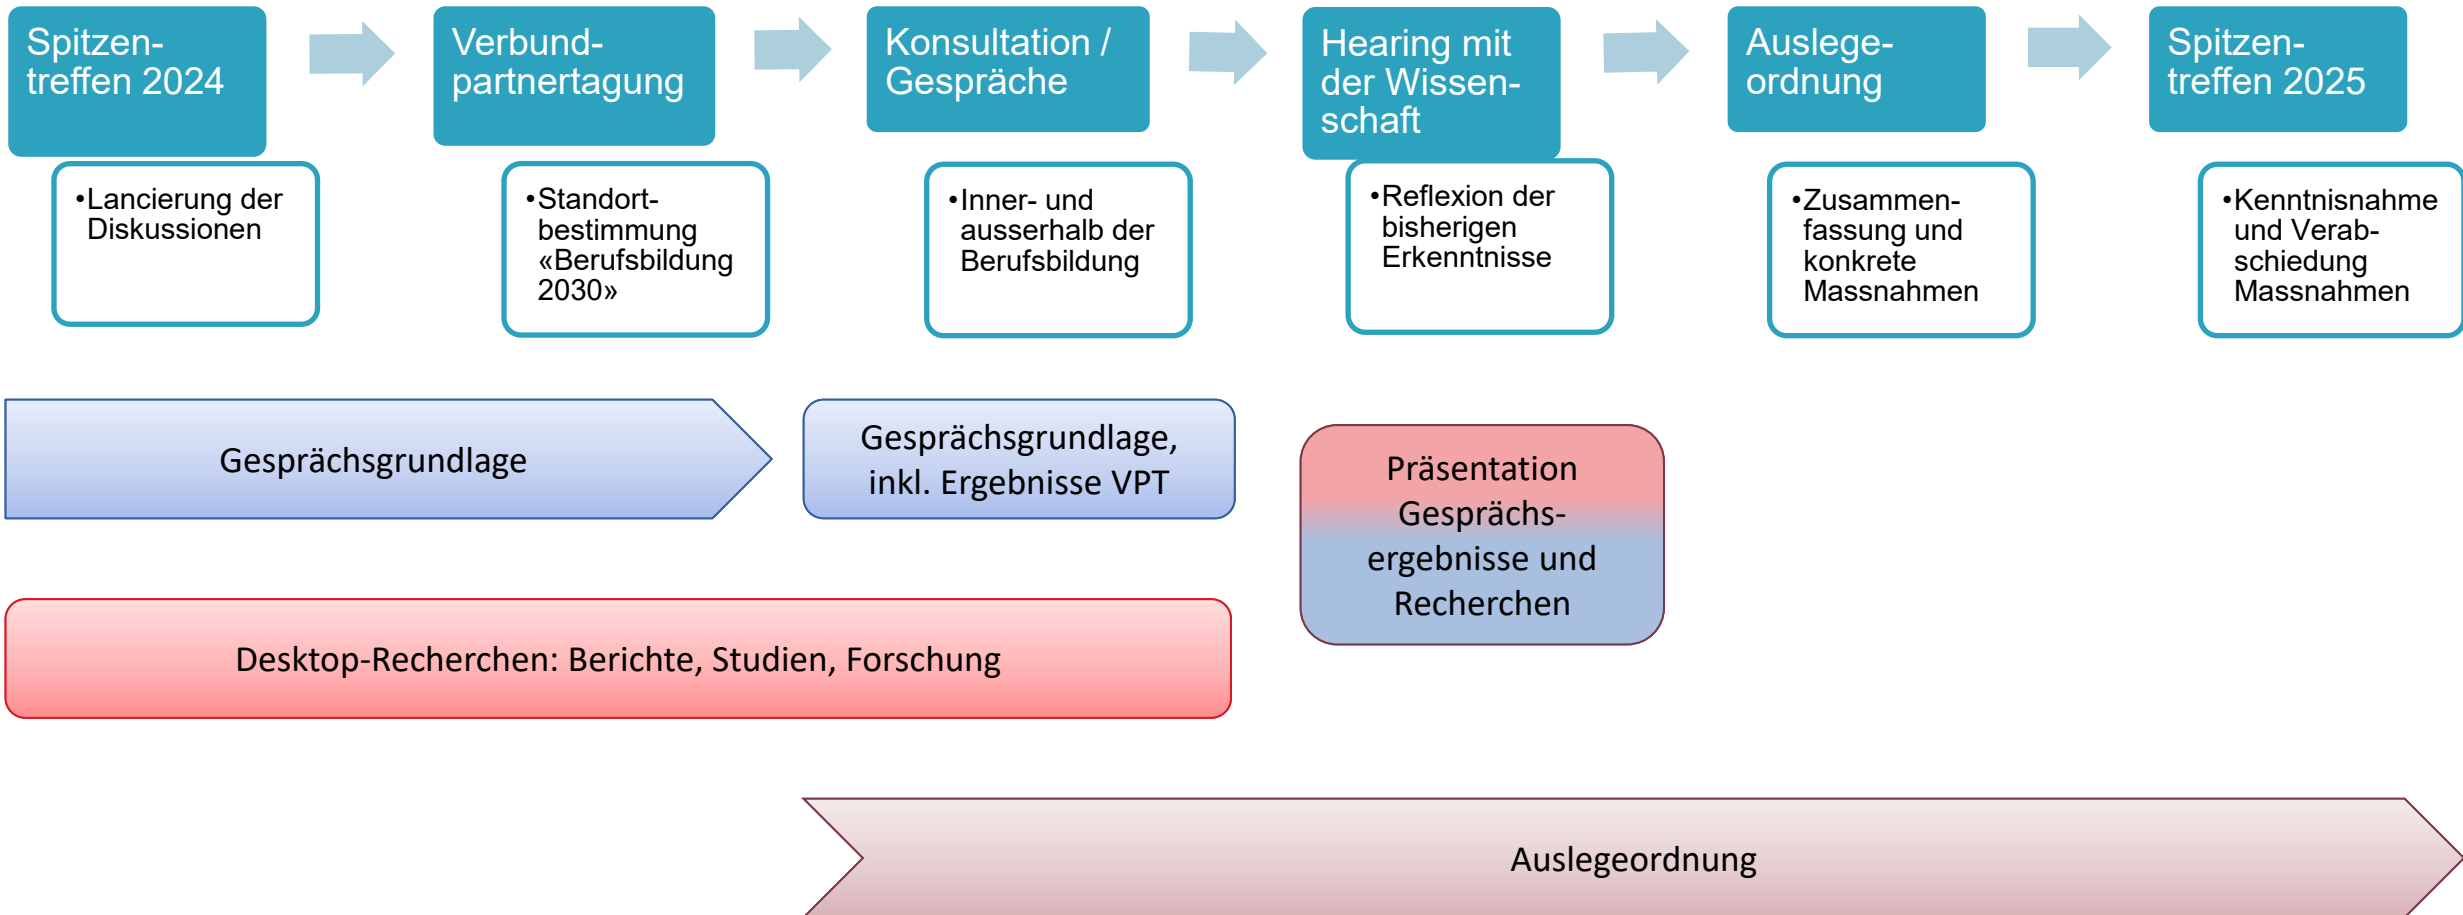 Spitzen-
treffen 2024
Verbund-
partnertagung
Konsultation /
Gespräche
Hearing mit
der Wissen-
schaft
Auslege-
ordnung
Spitzen-
treffen 2025
•Lancierung der
Diskussionen
•Standort-
bestimmung
«Berufsbildung
2030»
•Inner- und
ausserhalb der
Berufsbildung
•Reflexion der
bisherigen
Erkenntnisse
•Zusammen-
fassung und
konkrete
Massnahmen
•Kenntnisnahme
und Verab-
schiedung
Massnahmen
Gesprächsgrundlage
Gesprächsgrundlage,
inkl. Ergebnisse VPT
Präsentation
Gesprächs-
ergebnisse und
Recherchen
Desktop-Recherchen: Berichte, Studien, Forschung
Auslegeordnung